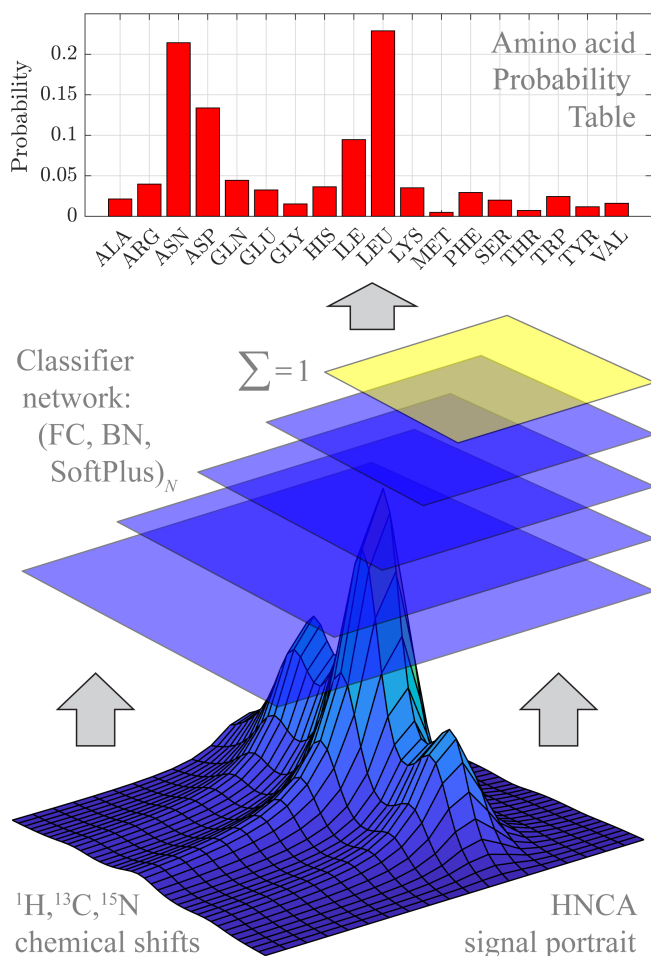 Amino acid
Probability
Table
Probability
0.2
0.15
0.1
0.05
0
ALA ARG ASN ASP GLN GLU GLY HIS ILE LEU LYS MET PHE SER THR TRP TYR VAL
Classifier
network:
(FC, BN,
SoftPlus)N
∑=1
¹H,¹³C,¹⁵N
chemical shifts
HNCA
signal portrait